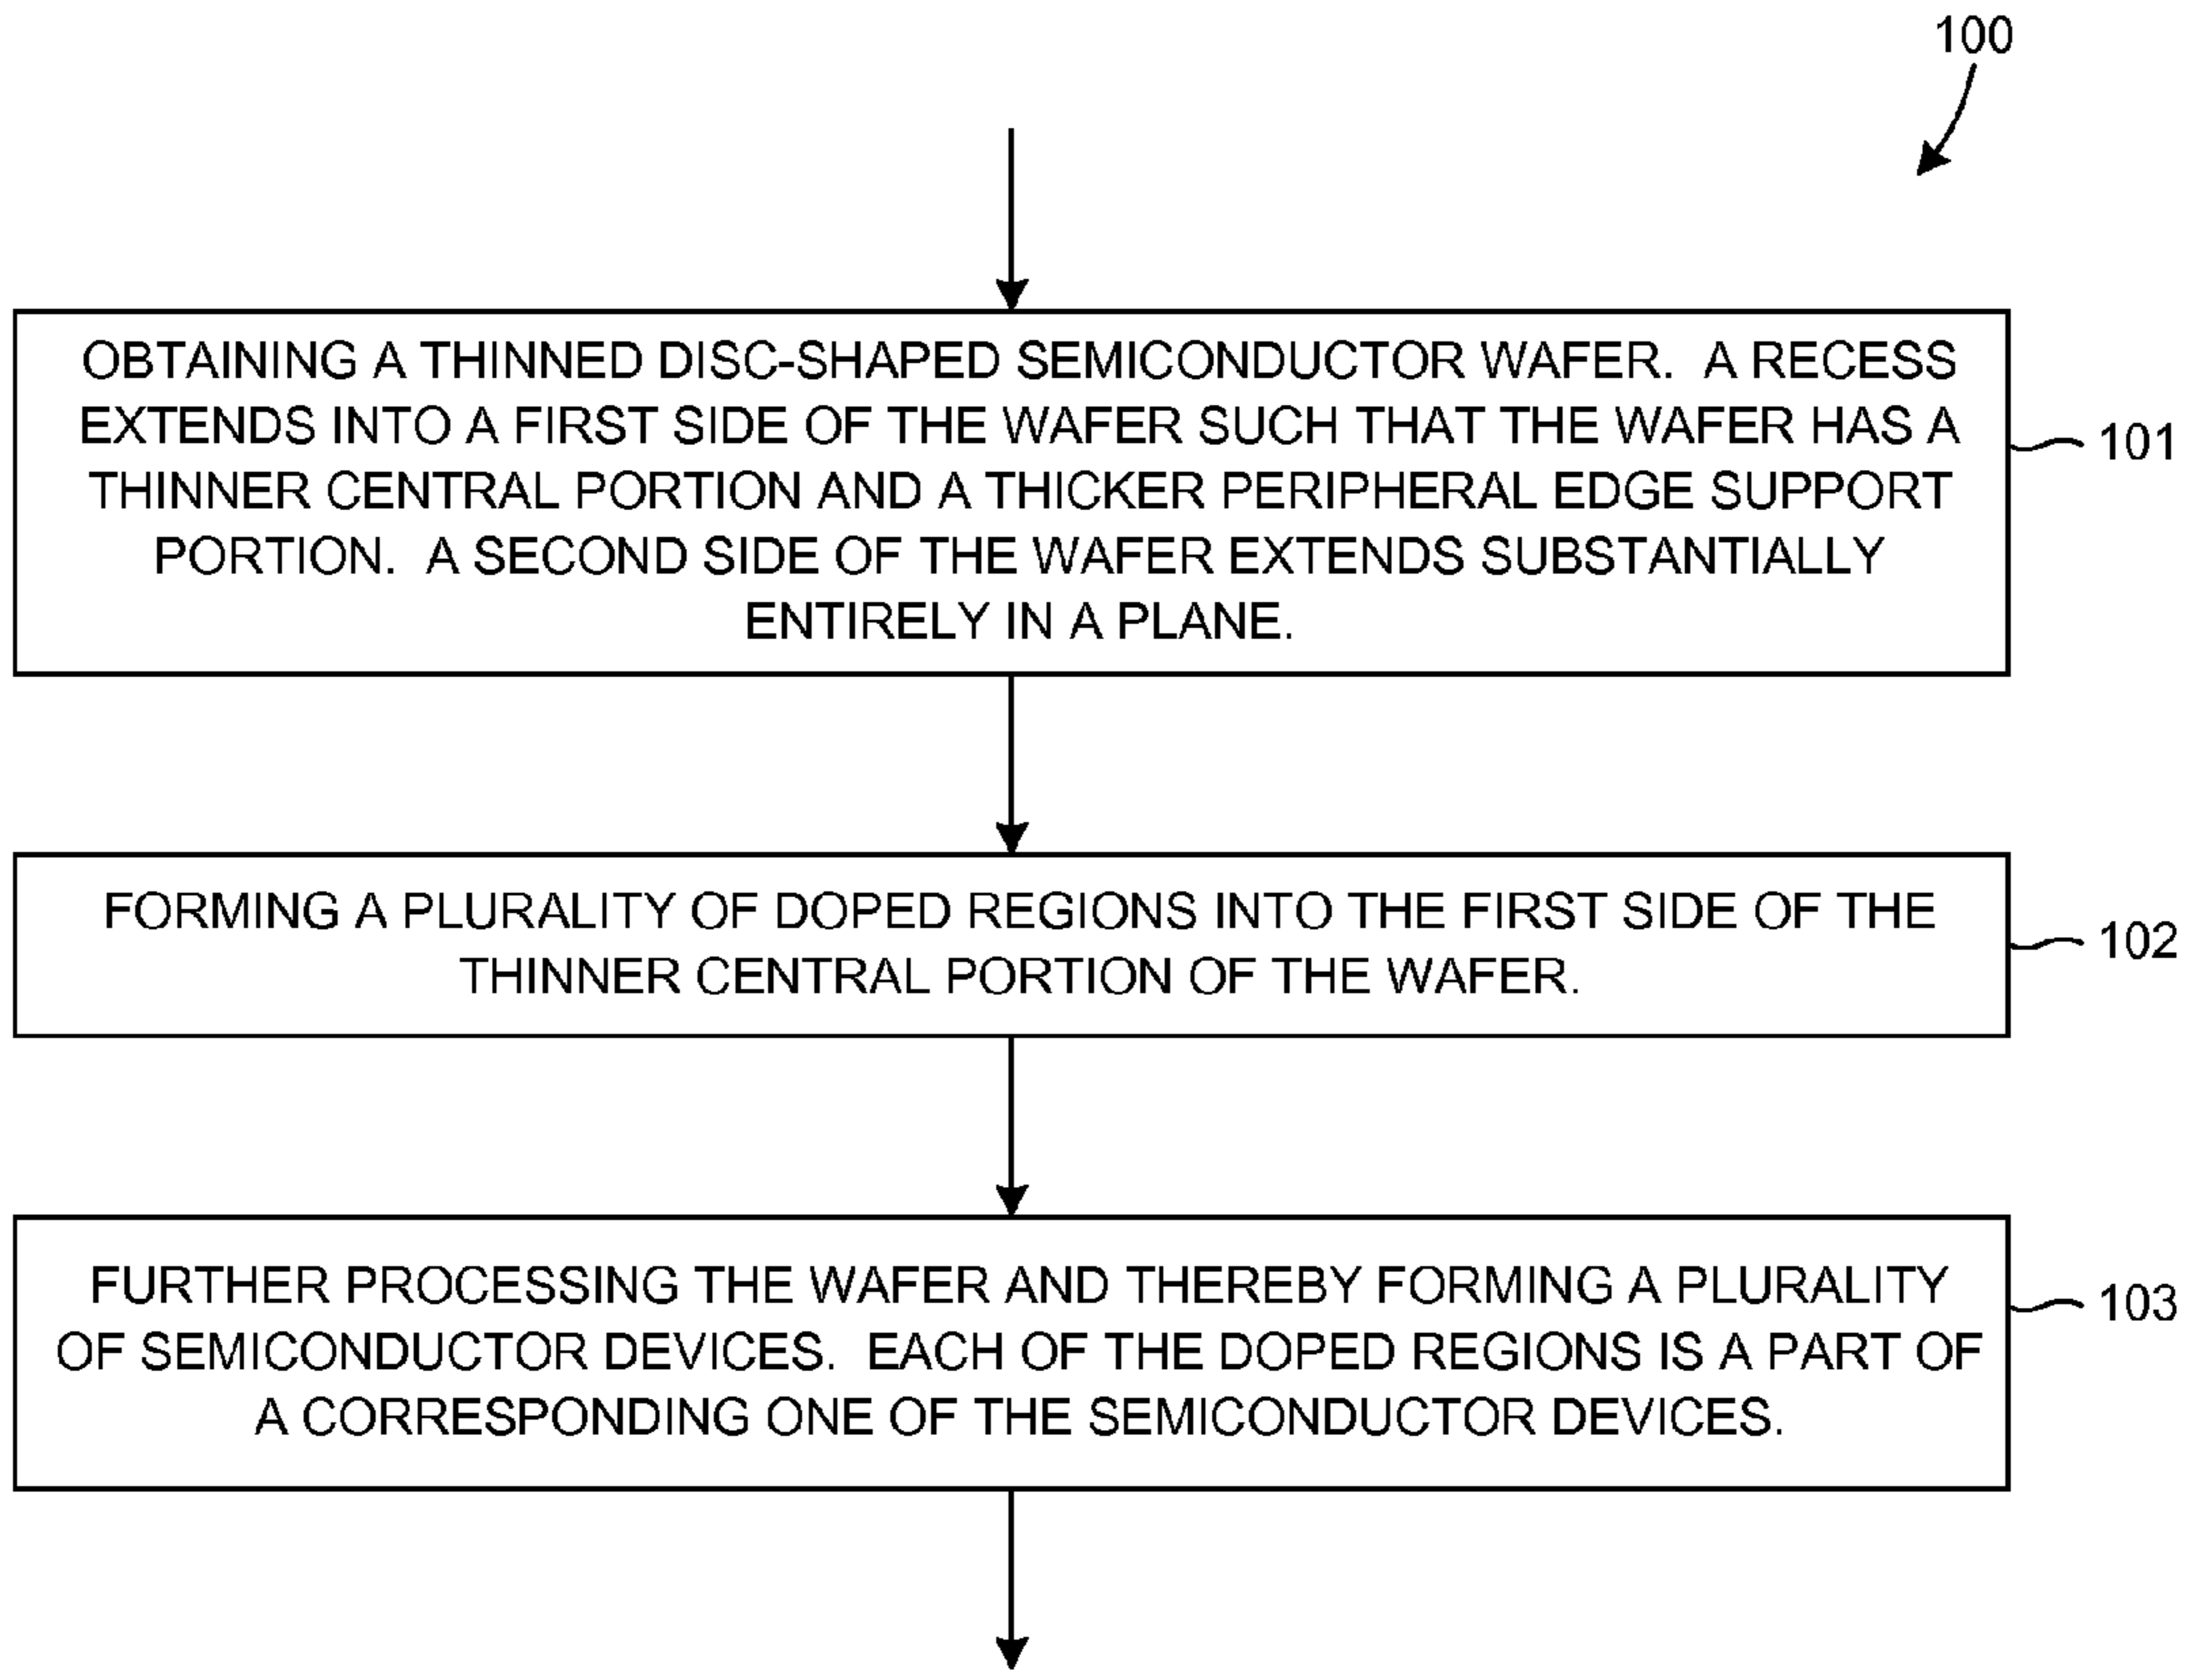 100
OBTAINING A THINNED DISC-SHAPED SEMICONDUCTOR WAFER. A RECESS
EXTENDS INTO A FIRST SIDE OF THE WAFER SUCH THAT THE WAFER HAS A
THINNER CENTRAL PORTION AND A THICKER PERIPHERAL EDGE SUPPORT
PORTION. A SECOND SIDE OF THE WAFER EXTENDS SUBSTANTIALLY
ENTIRELY IN A PLANE.
101
FORMING A PLURALITY OF DOPED REGIONS INTO THE FIRST SIDE OF THE
THINNER CENTRAL PORTION OF THE WAFER.
102
FURTHER PROCESSING THE WAFER AND THEREBY FORMING A PLURALITY
OF SEMICONDUCTOR DEVICES. EACH OF THE DOPED REGIONS IS A PART OF
A CORRESPONDING ONE OF THE SEMICONDUCTOR DEVICES.
103